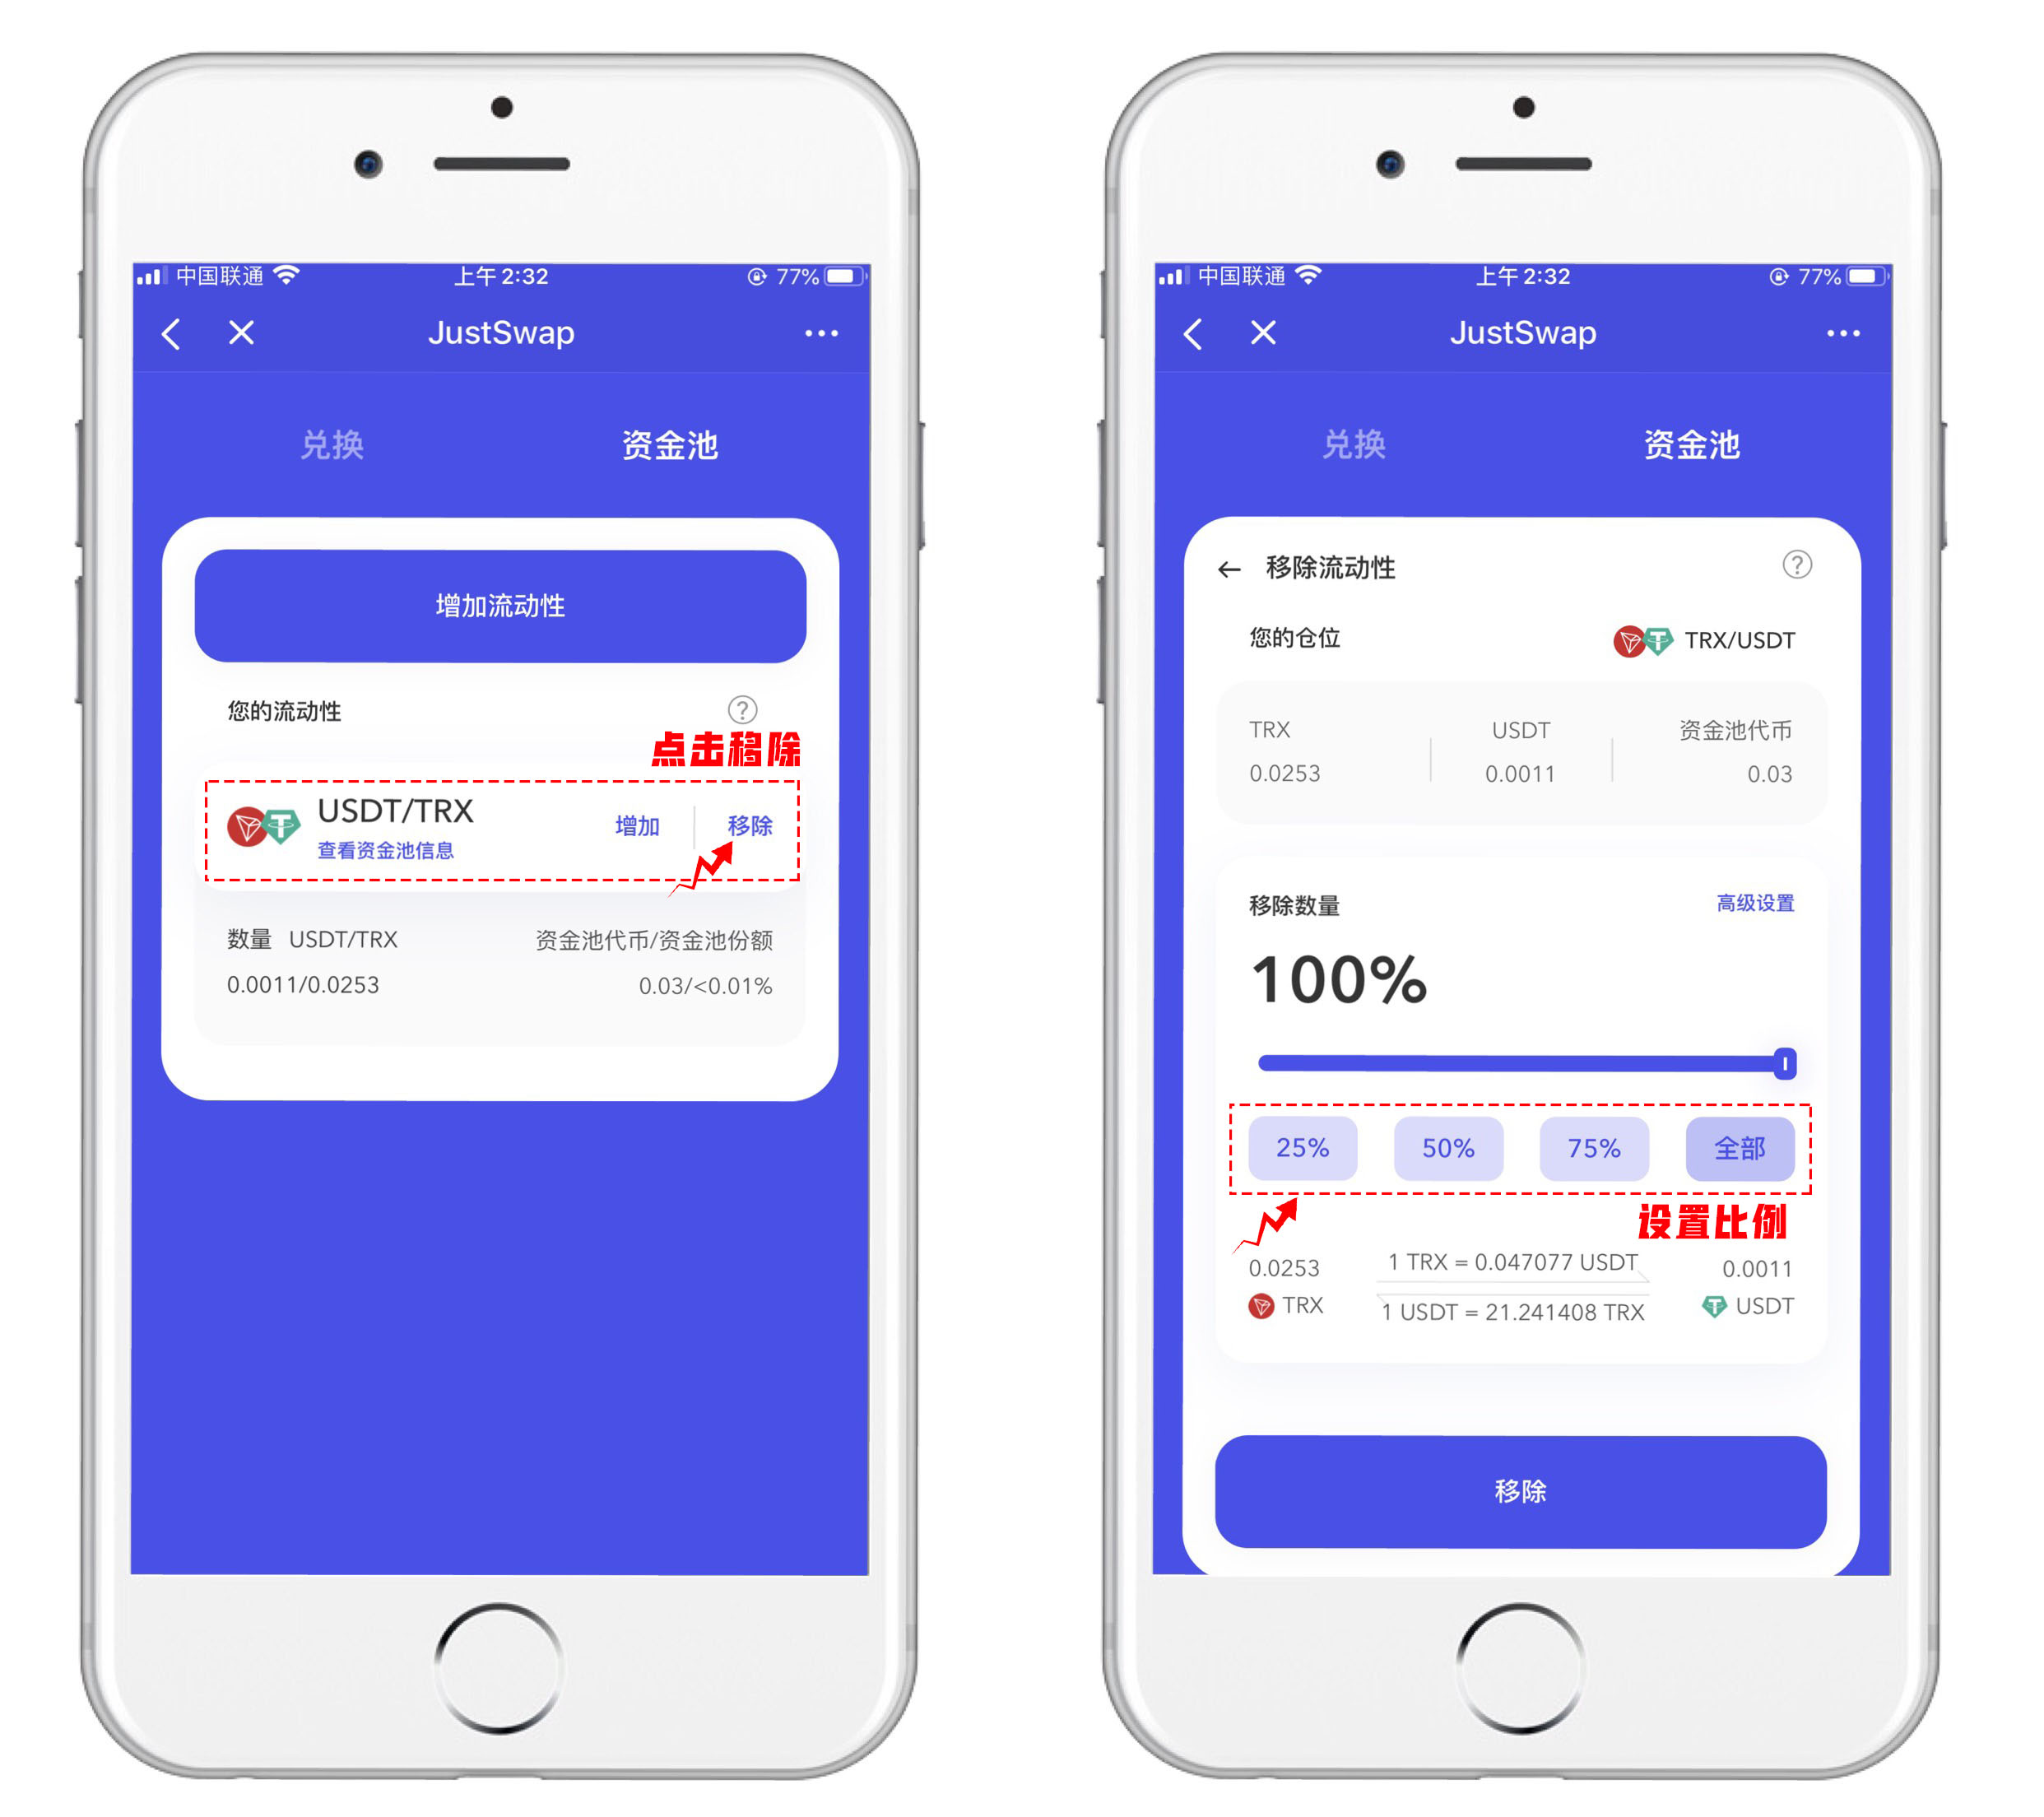 中国联通 上午 2:32 77%
JustSwap
兑换 资金池
增加流动性
您的流动性 ?
点击移除
USDT/TRX 增加 移除
查看资金池信息
数量 USDT/TRX 资金池代币/资金池份额
0.0011/0.0253 0.03/<0.01%
中国联通 上午 2:32 77%
JustSwap
兑换 资金池
移除流动性 ?
您的仓位 TRX/USDT
TRX USDT 资金池代币
0.0253 0.0011 0.03
移除数量 高级设置
100%
25% 50% 75% 全部
设置比例
0.0253 1 TRX = 0.047077 USDT 0.0011
TRX 1 USDT = 21.241408 TRX USDT
移除